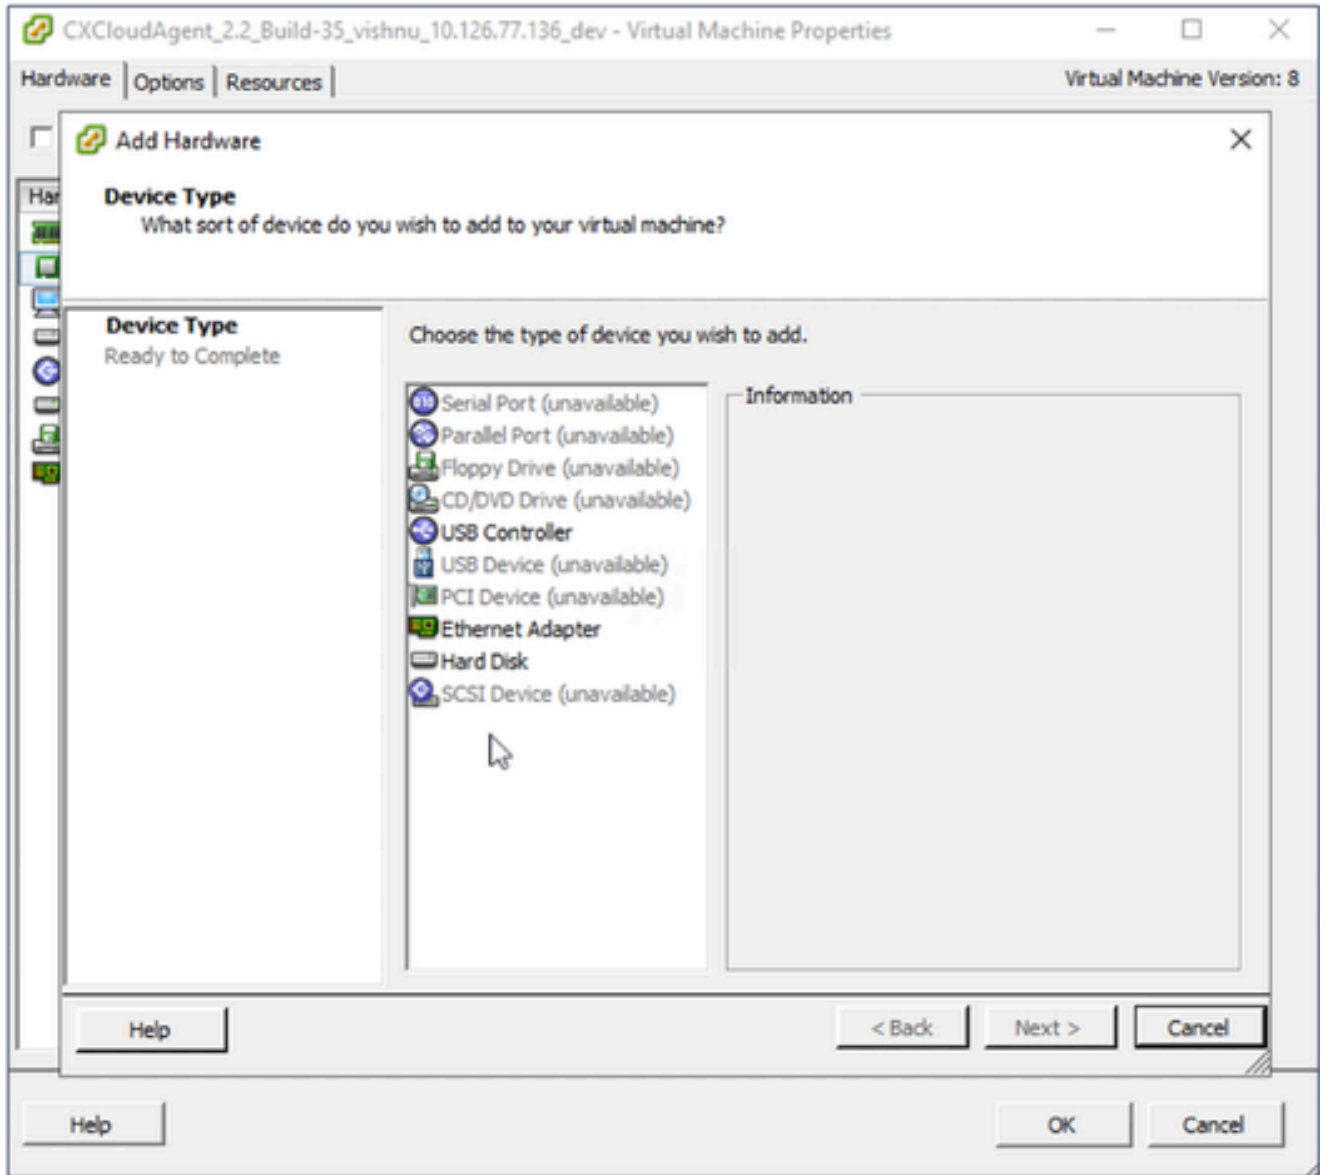 CXCloudAgent_2.2_Build-35_vishnu_10.126.77.136_dev - Virtual Machine Properties
Hardware Options Resources Virtual Machine Version: 8
Add Hardware
Har
Device Type
What sort of device do you wish to add to your virtual machine?
Device Type
Ready to Complete
Choose the type of device you wish to add.
Information
Serial Port (unavailable)
Parallel Port (unavailable)
Floppy Drive (unavailable)
CD/DVD Drive (unavailable)
USB Controller
USB Device (unavailable)
PCI Device (unavailable)
Ethernet Adapter
Hard Disk
SCSI Device (unavailable)
Help < Back Next > Cancel
Help OK Cancel